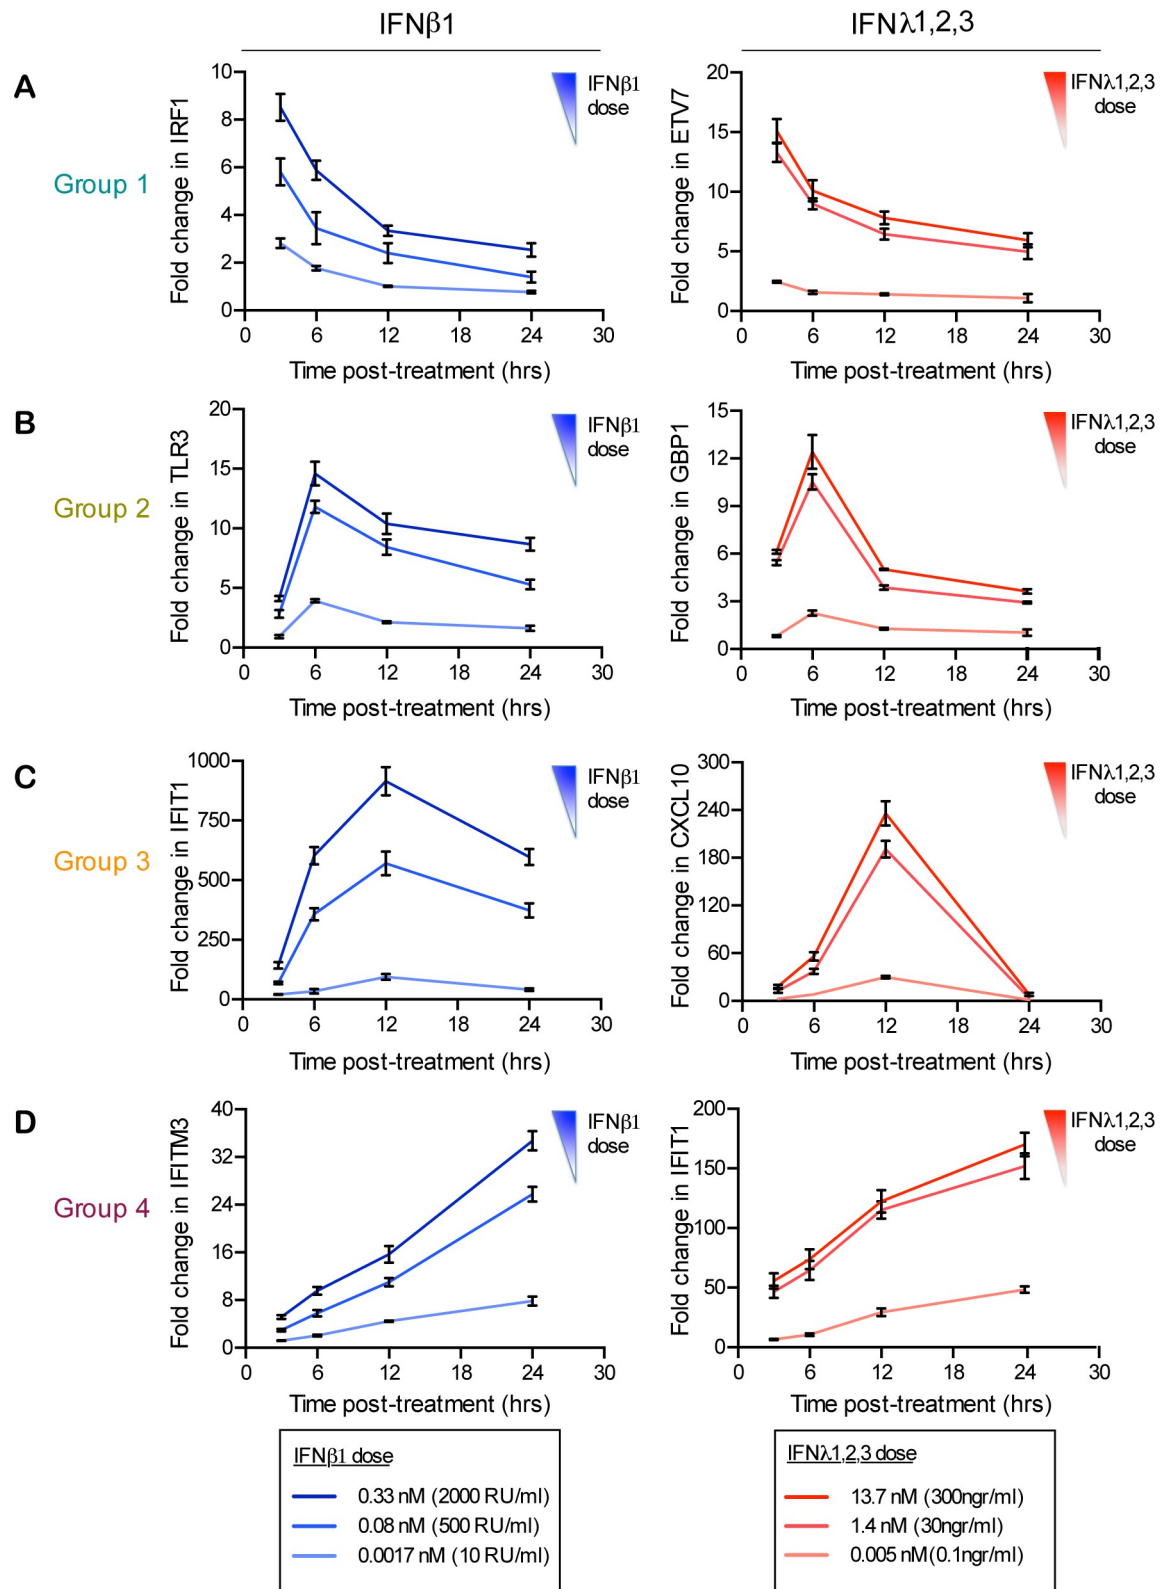 IFNβ1
IFNλ1,2,3
A
Group 1
Fold change in IRF1
10
8
6
4
2
0
0 6 12 18 24 30
Time post-treatment (hrs)
IFNβ1
dose
Fold change in ETV7
20
15
10
5
0
0 6 12 18 24 30
Time post-treatment (hrs)
IFNλ1,2,3
dose
B
Group 2
Fold change in TLR3
20
15
10
5
0
0 6 12 18 24 30
Time post-treatment (hrs)
IFNβ1
dose
Fold change in GBP1
15
12
9
6
3
0
0 6 12 18 24 30
Time post-treatment (hrs)
IFNλ1,2,3
dose
C
Group 3
Fold change in IFIT1
1000
750
500
250
0
0 6 12 18 24 30
Time post-treatment (hrs)
IFNβ1
dose
Fold change in CXCL10
300
240
180
120
60
0
0 6 12 18 24 30
Time post-treatment (hrs)
IFNλ1,2,3
dose
D
Group 4
Fold change in IFITM3
40
32
24
16
8
0
0 6 12 18 24 30
Time post-treatment (hrs)
IFNβ1
dose
Fold change in IFIT1
200
150
100
50
0
0 6 12 18 24 30
Time post-treatment (hrs)
IFNλ1,2,3
dose
IFNβ1 dose
0.33 nM (2000 RU/ml)
0.08 nM (500 RU/ml)
0.0017 nM (10 RU/ml)
IFNλ1,2,3 dose
13.7 nM (300ngr/ml)
1.4 nM (30ngr/ml)
0.005 nM(0.1ngr/ml)